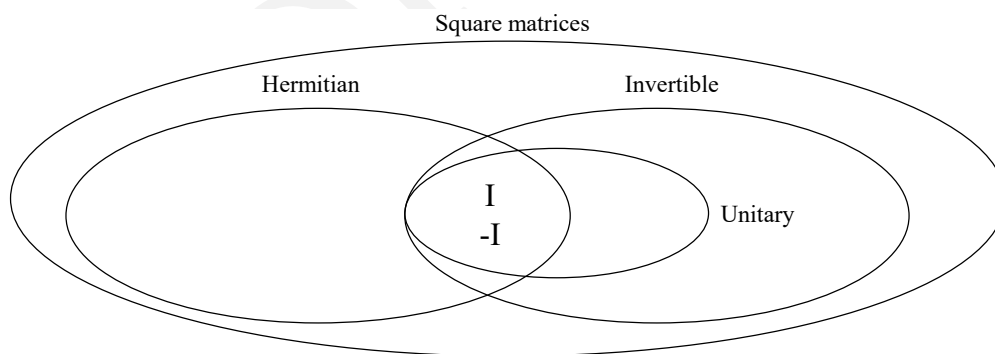 Square matrices
Hermitian
Invertible
I
-I
Unitary